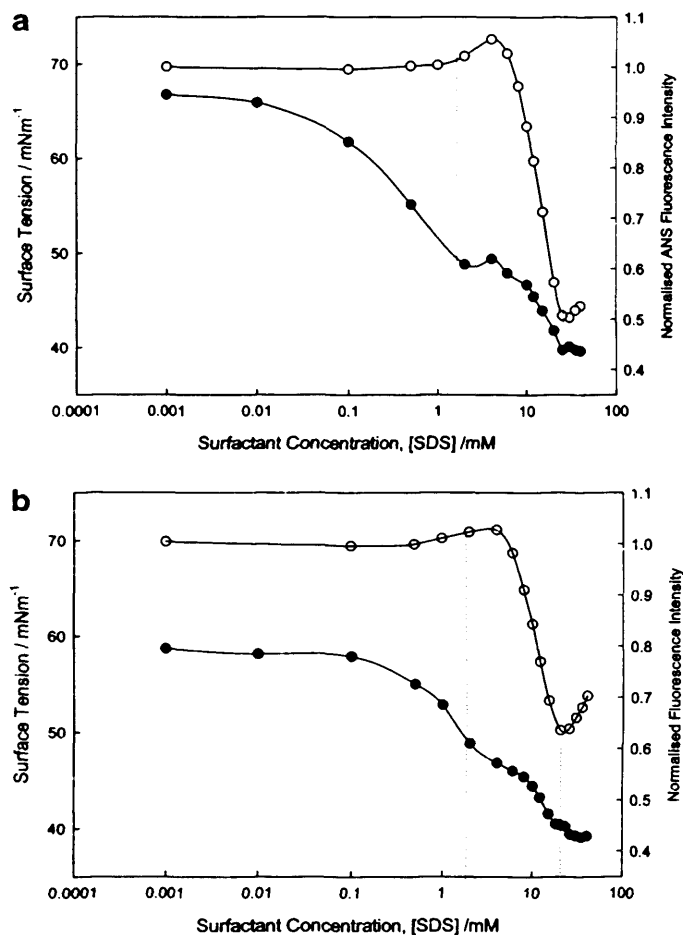 a
1.1
70
1.0
0.9
60
0.8
0.7
50
0.6
0.5
40
0.4
Surface Tension / mNm-1
Normalised ANS Fluorescence Intensity
0.0001 0.001 0.01 0.1 1 10 100
Surfactant Concentration, [SDS] /mM
b
1.1
70
1.0
0.9
60
0.8
0.7
50
0.6
0.5
40
0.4
Surface Tension / mNm-1
Normalised Fluorescence Intensity
0.0001 0.001 0.01 0.1 1 10 100
Surfactant Concentration, [SDS] /mM